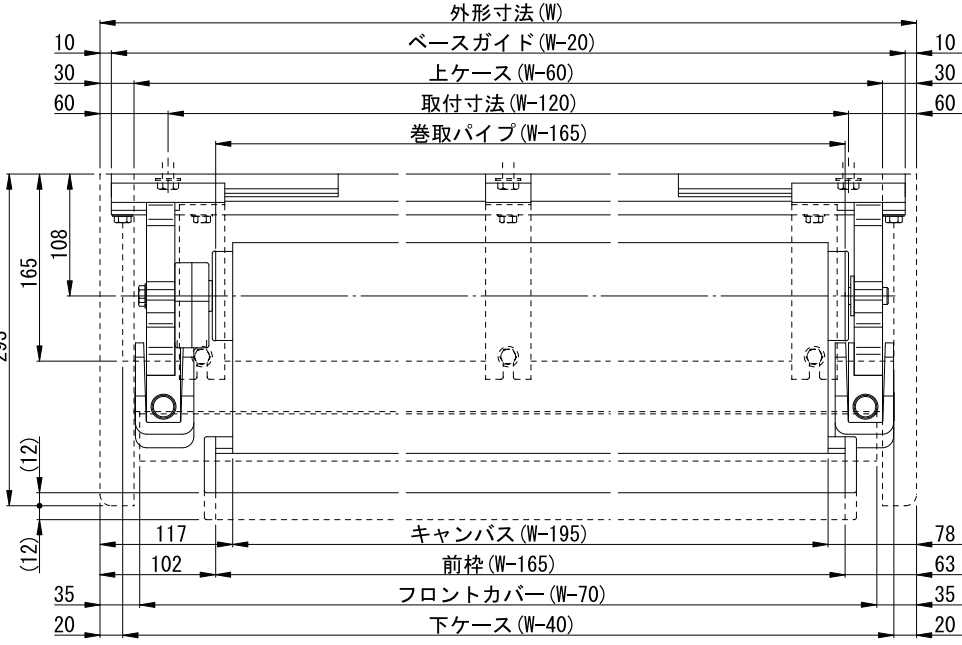 外形寸法(W)
10 ベースガイド(W-20) 10
30 上ケース(W-60) 30
60 取付寸法(W-120) 60
巻取パイプ(W-165)
108
165
293
(12)
(12)
117 キャンバス(W-195) 78
102 前枠(W-165) 63
35 フロントカバー(W-70) 35
20 下ケース(W-40) 20